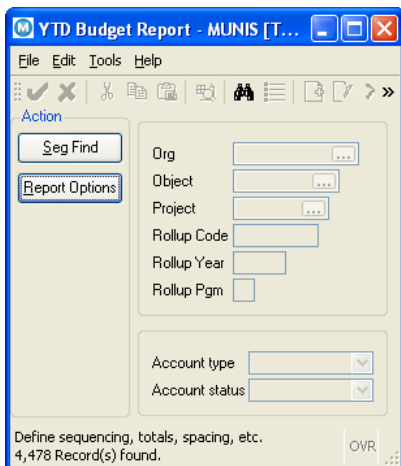 YTD Budget Report - MUNIS [T...
File Edit Tools Help
Action
Seg Find
Report Options
Org
...
Object
...
Project
...
Rollup Code
Rollup Year
Rollup Pgm
Account type
Account status
Define sequencing, totals, spacing, etc.
4,478 Record(s) found.
OVR